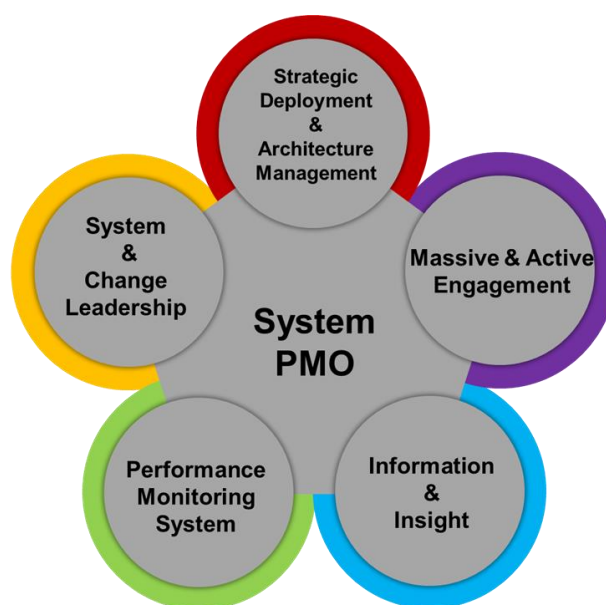 Strategic
Deployment
&
Architecture
Management
System
&
Change
Leadership
Massive & Active
Engagement
System
PMO
Performance
Monitoring
System
Information
&
Insight